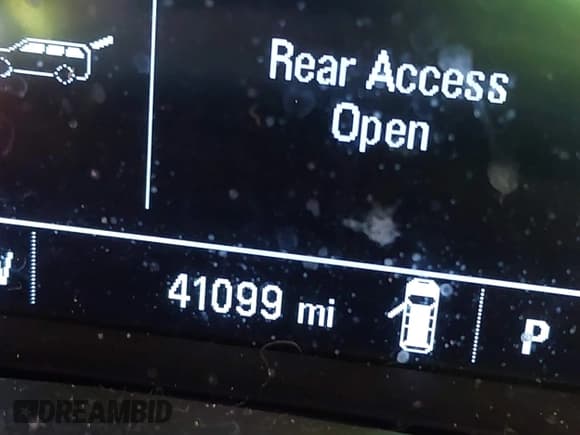 Rear Access
Open
W
41099 mi
P
DREAMBID